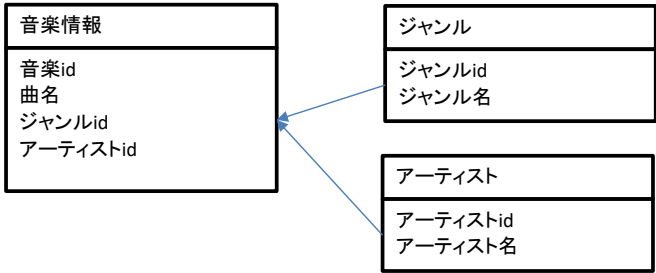 音楽情報
音楽id
曲名
ジャンルid
アーティストid
ジャンル
ジャンルid
ジャンル名
アーティスト
アーティストid
アーティスト名